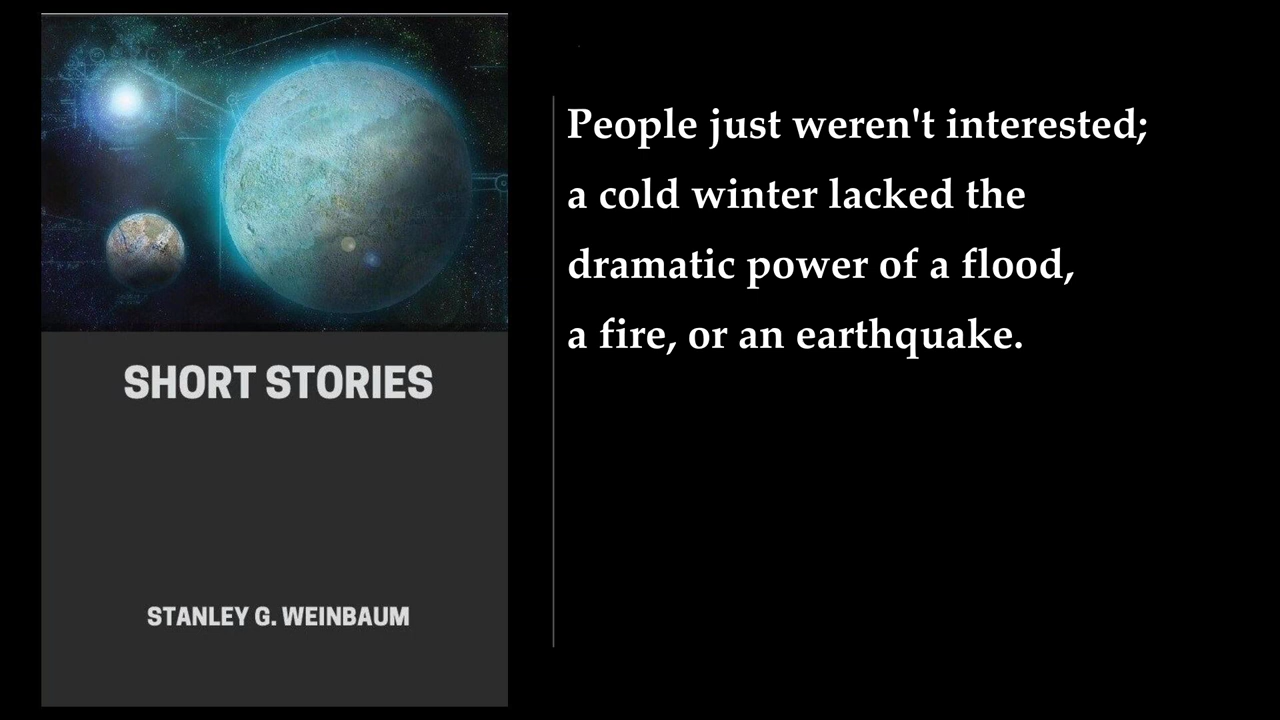 SHORT STORIES
STANLEY G. WEINBAUM
People just weren't interested;
a cold winter lacked the
dramatic power of a flood,
a fire, or an earthquake.